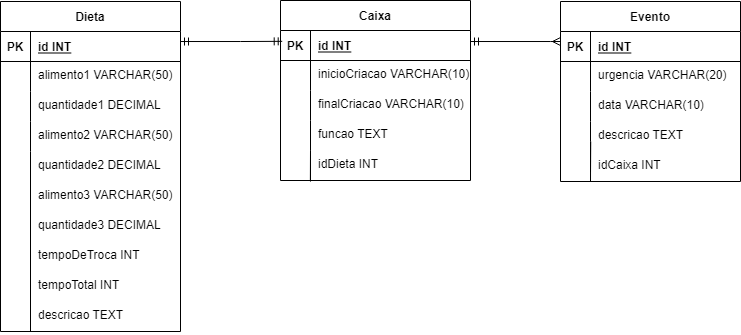 Dieta
PK id INT
alimento1 VARCHAR(50)
quantidade1 DECIMAL
alimento2 VARCHAR(50)
quantidade2 DECIMAL
alimento3 VARCHAR(50)
quantidade3 DECIMAL
tempoDeTroca INT
tempoTotal INT
descricao TEXT
Caixa
PK id INT
inicioCriacao VARCHAR(10)
finalCriacao VARCHAR(10)
funcao TEXT
idDieta INT
Evento
PK id INT
urgencia VARCHAR(20)
data VARCHAR(10)
descricao TEXT
idCaixa INT